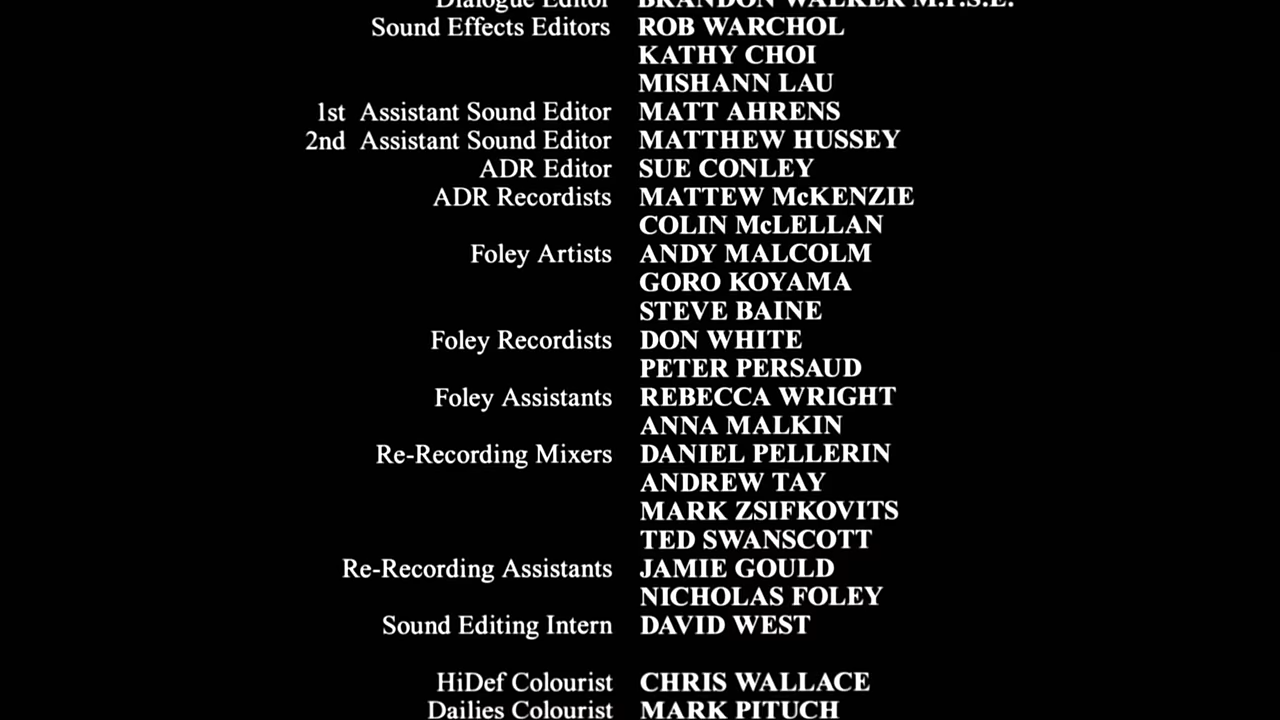 Dialogue Editor BRANDON WALKER M.P.S.E.
Sound Effects Editors ROB WARCHOL
KATHY CHOI
MISHANN LAU
1st Assistant Sound Editor MATT AHRENS
2nd Assistant Sound Editor MATTHEW HUSSEY
ADR Editor SUE CONLEY
ADR Recordists MATTEW McKENZIE
COLIN McLELLAN
Foley Artists ANDY MALCOLM
GORO KOYAMA
STEVE BAINE
Foley Recordists DON WHITE
PETER PERSAUD
Foley Assistants REBECCA WRIGHT
ANNA MALKIN
Re-Recording Mixers DANIEL PELLERIN
ANDREW TAY
MARK ZSIFKOVITS
TED SWANSCOTT
Re-Recording Assistants JAMIE GOULD
NICHOLAS FOLEY
Sound Editing Intern DAVID WEST
HiDef Colourist CHRIS WALLACE
Dailies Colourist MARK PITUCH